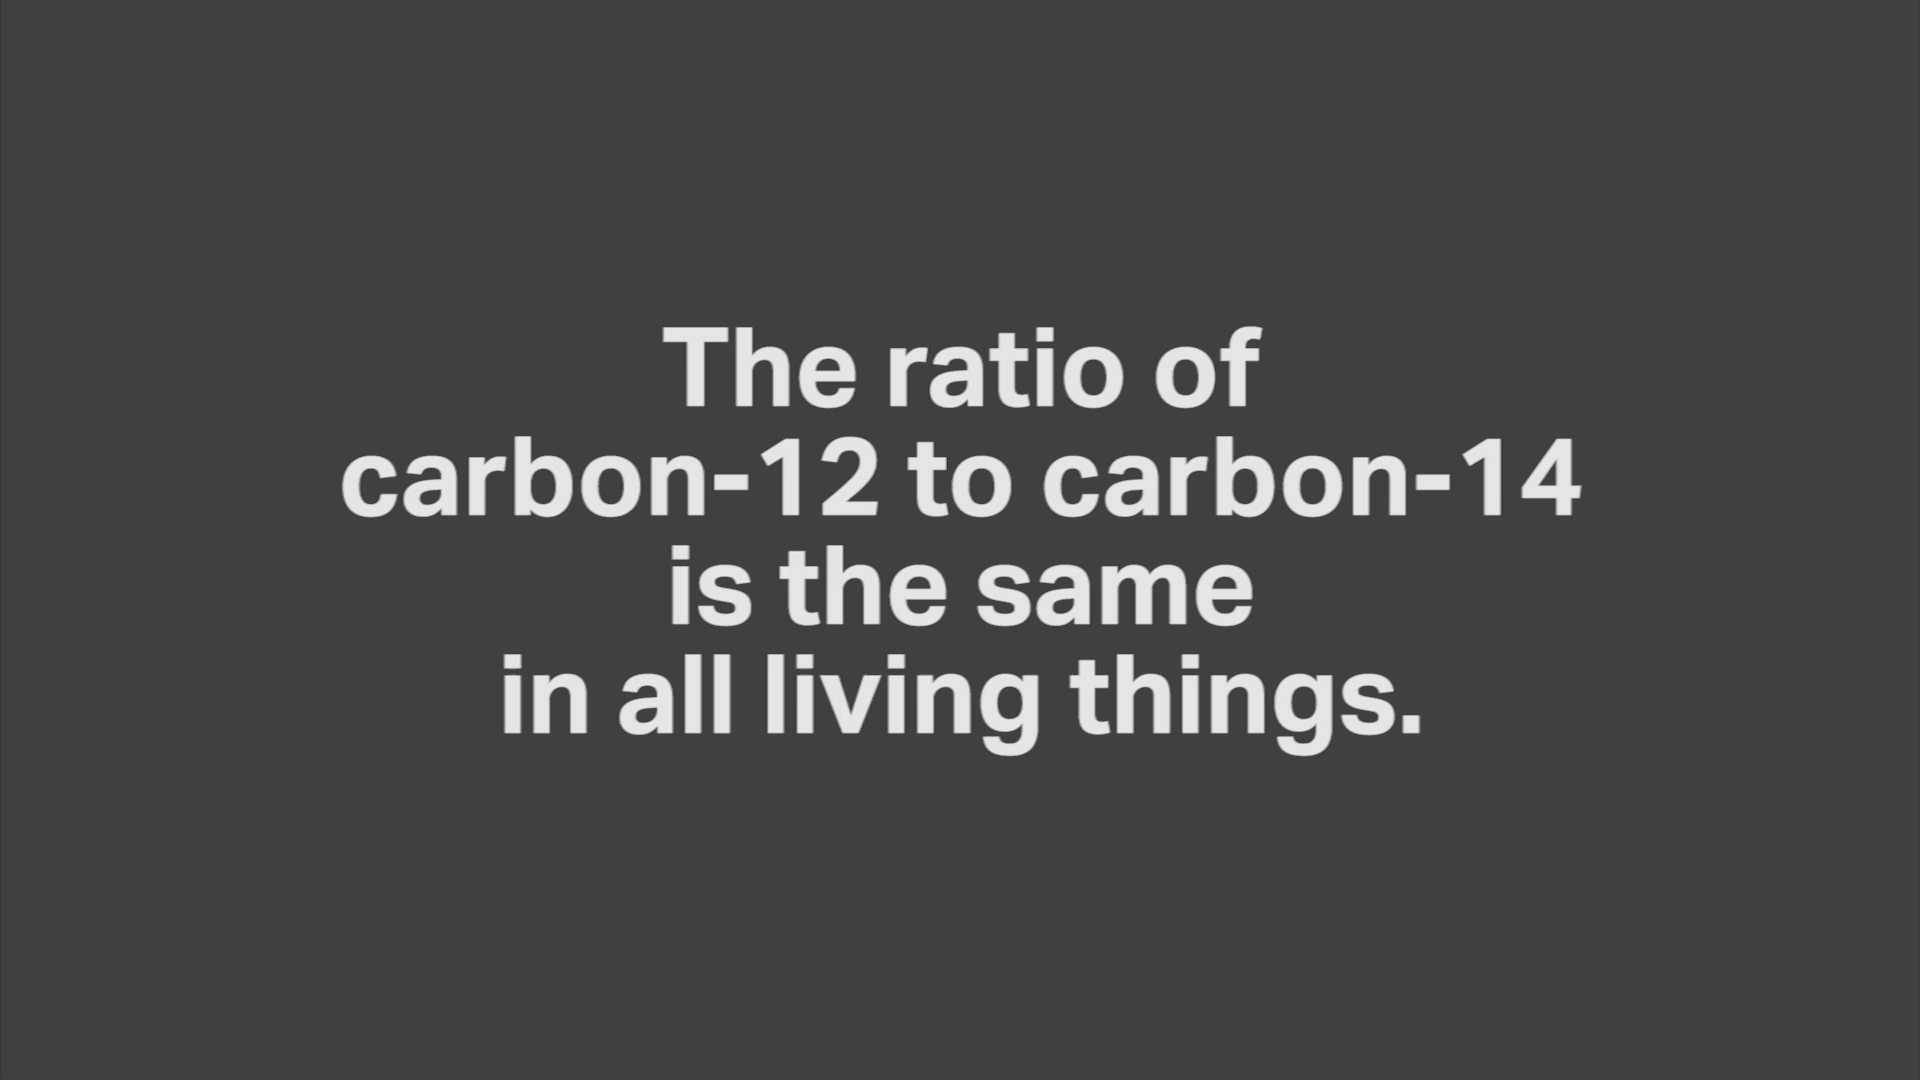 The ratio of
carbon-12 to carbon-14
is the same
in all living things.